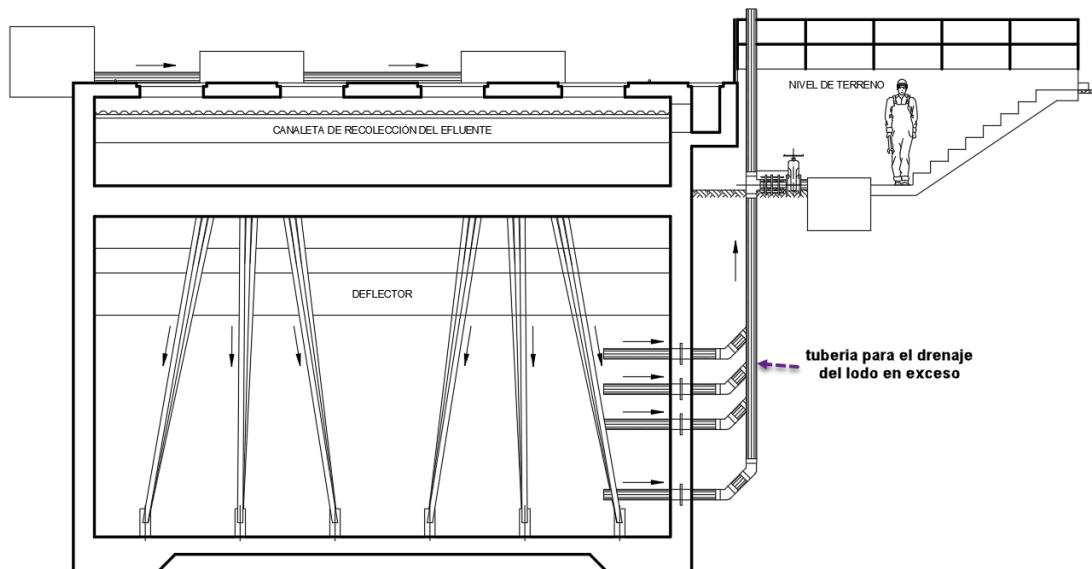 NIVEL DE TERRENO
CANALETA DE RECOLECCIÓN DEL EFLUENTE
DEFLECTOR
tuberia para el drenaje
del lodo en exceso